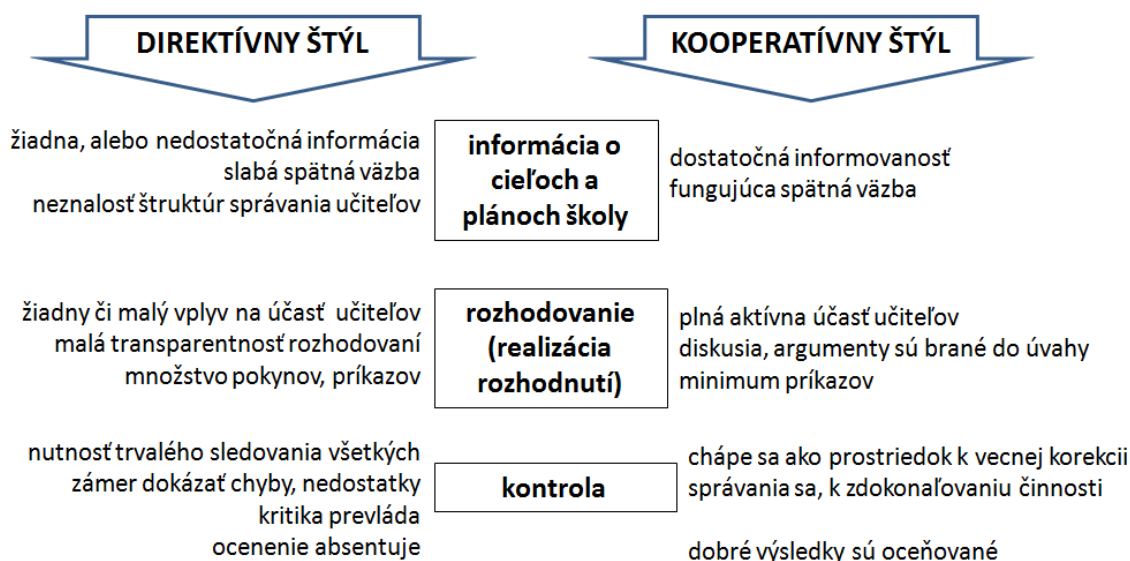 DIREKTÍVNY ŠTÝL
KOOPERATÍVNY ŠTÝL
žiadna, alebo nedostatočná informácia
slabá spätná väzba
neznalosť štruktúr správania učiteľov
informácia o
cieľoch a
plánoch školy
dostatočná informovanosť
fungujúca spätná väzba
žiadny či malý vplyv na účasť učiteľov
malá transparentnosť rozhodovaní
množstvo pokynov, príkazov
rozhodovanie
(realizácia
rozhodnutí)
plná aktívna účasť učiteľov
diskusia, argumenty sú brané do úvahy
minimum príkazov
nutnosť trvalého sledovania všetkých
zámer dokázať chyby, nedostatky
kritika prevláda
ocenenie absentuje
kontrola
chápe sa ako prostriedok k vecnej korekcii
správania sa, k zdokonaľovaniu činnosti
dobré výsledky sú oceňované